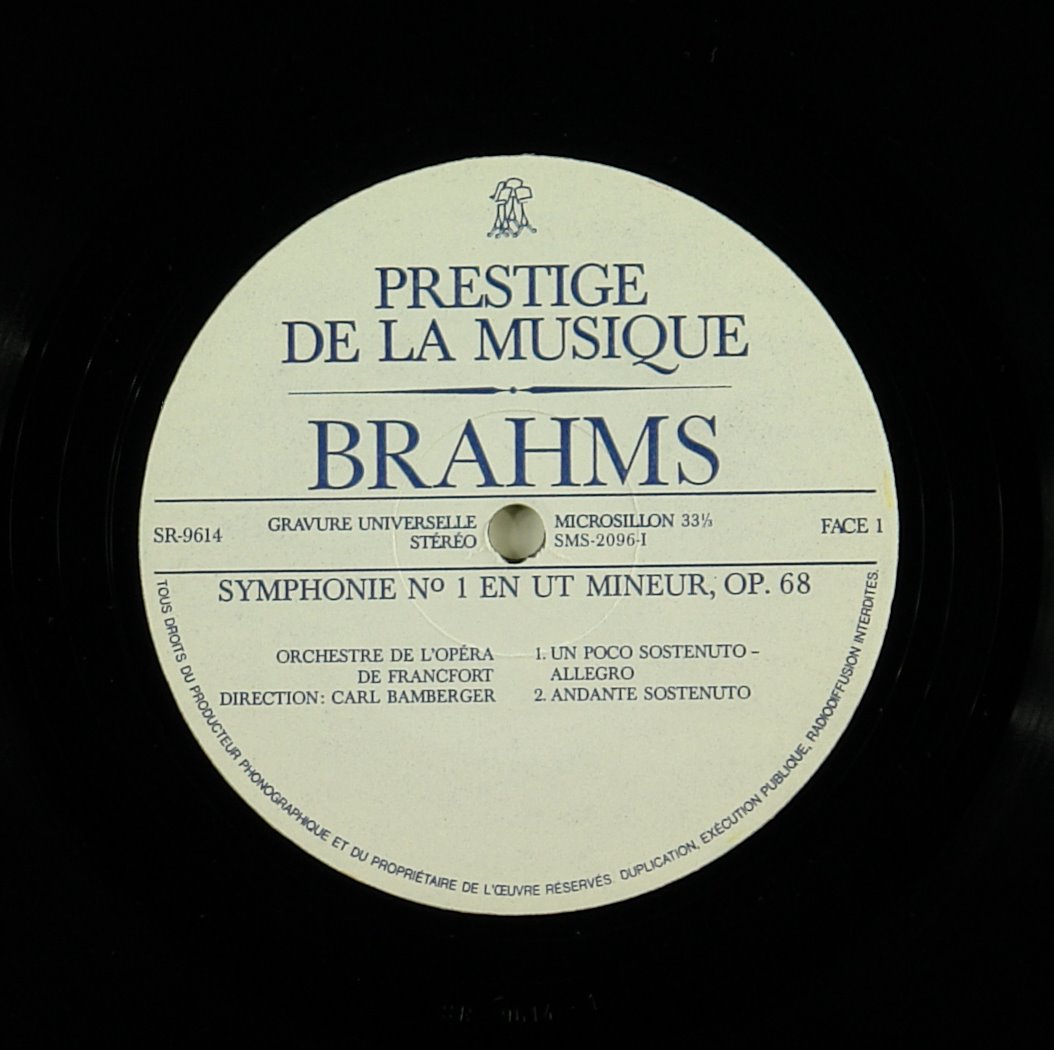 PRESTIGE
DE LA MUSIQUE
BRAHMS
SR-9614
GRAVURE UNIVERSELLE
STÉRÉO
MICROSILLON 33⅓
SMS-2096-I
FACE 1
SYMPHONIE Nº 1 EN UT MINEUR, OP. 68
ORCHESTRE DE L'OPÉRA
DE FRANCFORT
DIRECTION: CARL BAMBERGER
1. UN POCO SOSTENUTO –
ALLEGRO
2. ANDANTE SOSTENUTO
TOUS DROITS DU PRODUCTEUR PHONOGRAPHIQUE ET DU PROPRIÉTAIRE DE L'ŒUVRE RÉSERVÉS. DUPLICATION, EXÉCUTION PUBLIQUE, RADIODIFFUSION INTERDITES.